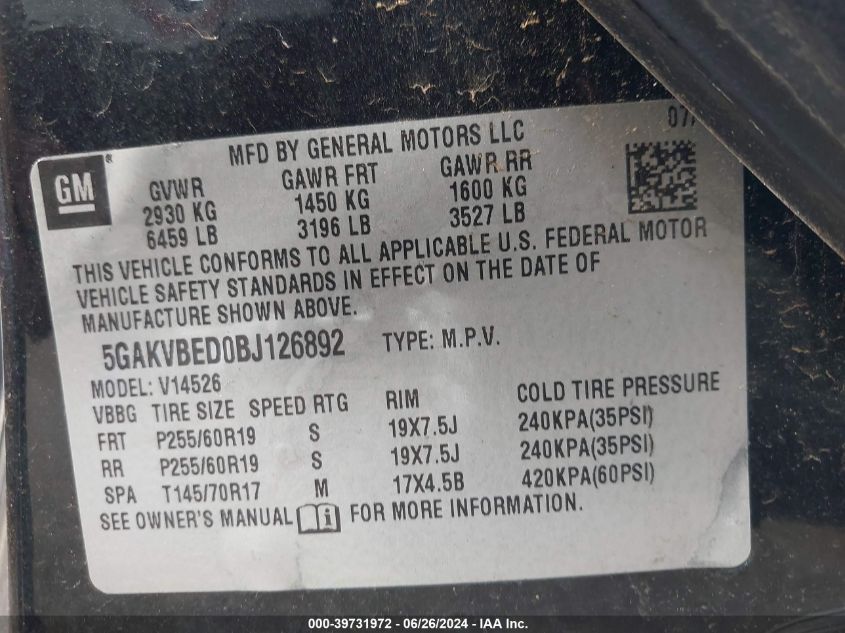 MFD BY GENERAL MOTORS LLC 07/
GM ®
GVWR GAWR FRT GAWR RR
2930 KG 1450 KG 1600 KG
6459 LB 3196 LB 3527 LB
THIS VEHICLE CONFORMS TO ALL APPLICABLE U.S. FEDERAL MOTOR
VEHICLE SAFETY STANDARDS IN EFFECT ON THE DATE OF
MANUFACTURE SHOWN ABOVE.
5GAKVBED0BJ126892 TYPE: M.P.V.
MODEL: V14526
VBBG TIRE SIZE SPEED RTG RIM COLD TIRE PRESSURE
FRT P255/60R19 S 19X7.5J 240KPA(35PSI)
RR P255/60R19 S 19X7.5J 240KPA(35PSI)
SPA T145/70R17 M 17X4.5B 420KPA(60PSI)
SEE OWNER'S MANUAL i FOR MORE INFORMATION.
000-39731972 - 06/26/2024 - IAA Inc.